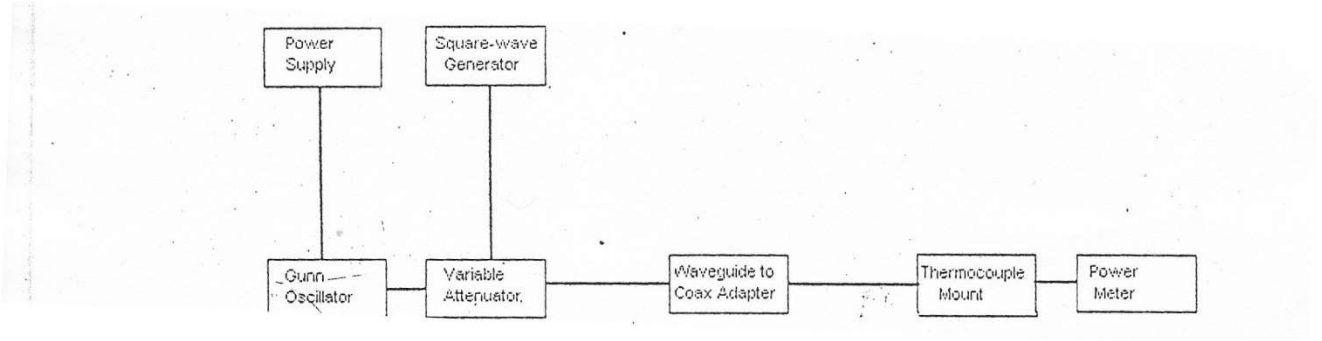 Power
Supply
Square-wave
Generator
Gunn
Oscillator
Variable
Attenuator
Waveguide to
Coax Adapter
Thermocouple
Mount
Power
Meter